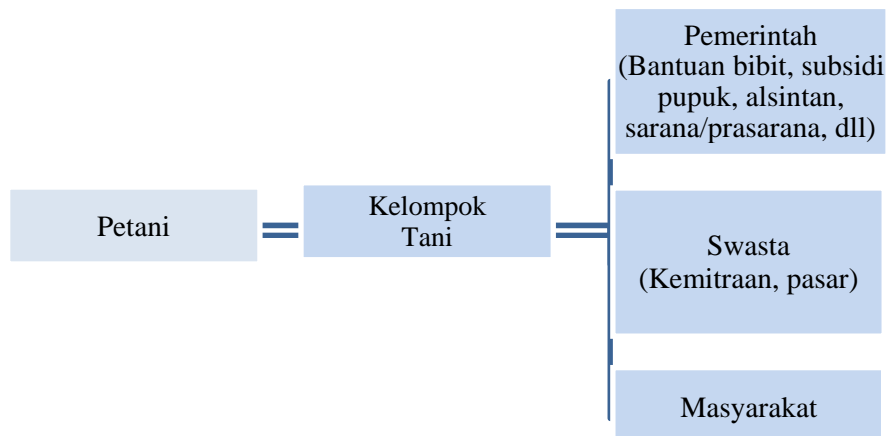 Petani
Kelompok
Tani
Pemerintah
(Bantuan bibit, subsidi
pupuk, alsintan,
sarana/prasarana, dll)
Swasta
(Kemitraan, pasar)
Masyarakat